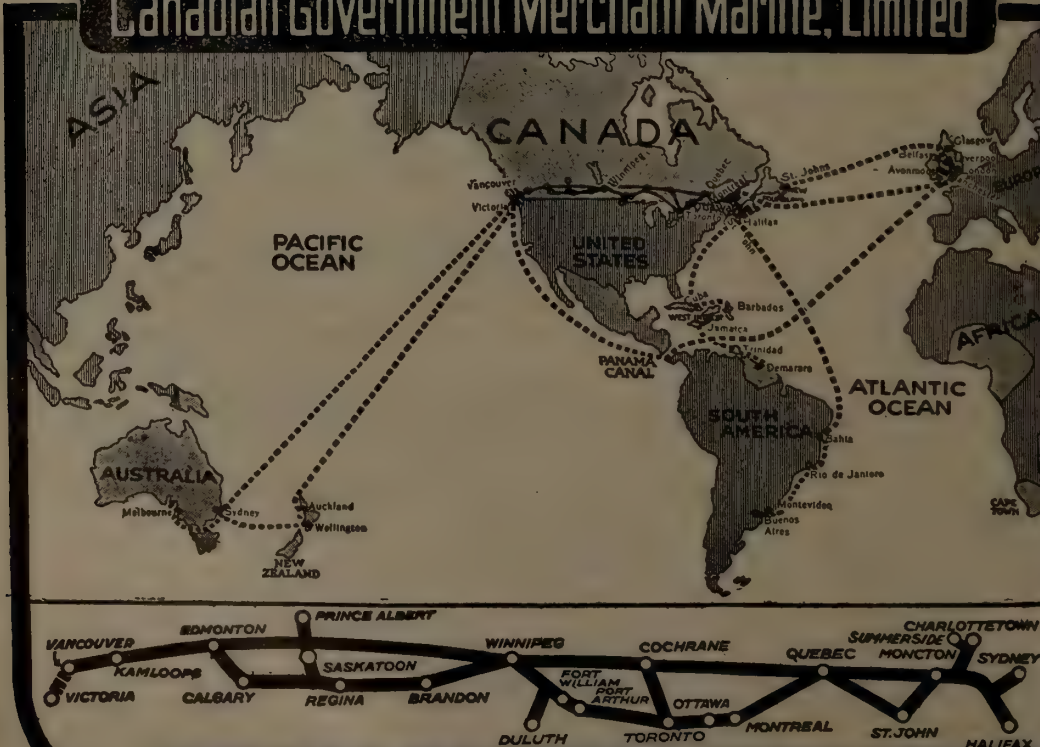 Canadian Government Merchant Marine, Limited
ASIA
CANADA
Glasgow
Belfast
Liverpool
Avonmouth
London
EUROP
St. Johns
Quebec
Montreal
Winnipeg
Vancouver
Victoria
Toronto
Halifax
PACIFIC
OCEAN
UNITED
STATES
Cuba
Barbados
WEST
Jamaica
AFRICA
PANAMA
CANAL
Trinidad
Demarara
ATLANTIC
OCEAN
SOUTH
AMERICA
Bahia
AUSTRALIA
Rio de Janiero
Melbourne
Sydney
Auckland
Wellington
Montevideo
Buenos
Aires
CAPE
TOWN
NEW
ZEALAND
PRINCE ALBERT
CHARLOTTETOWN
EDMONTON
VANCOUVER
WINNIPEG
COCHRANE
SUMMERSIDE
QUEBEC
MONCTON
SYDNEY
KAMLOOPS
SASKATOON
FORT
WILLIAM
PORT
ARTHUR
VICTORIA
CALGARY
REGINA
BRANDON
OTTAWA
DULUTH
TORONTO
MONTREAL
ST. JOHN
HALIFAX